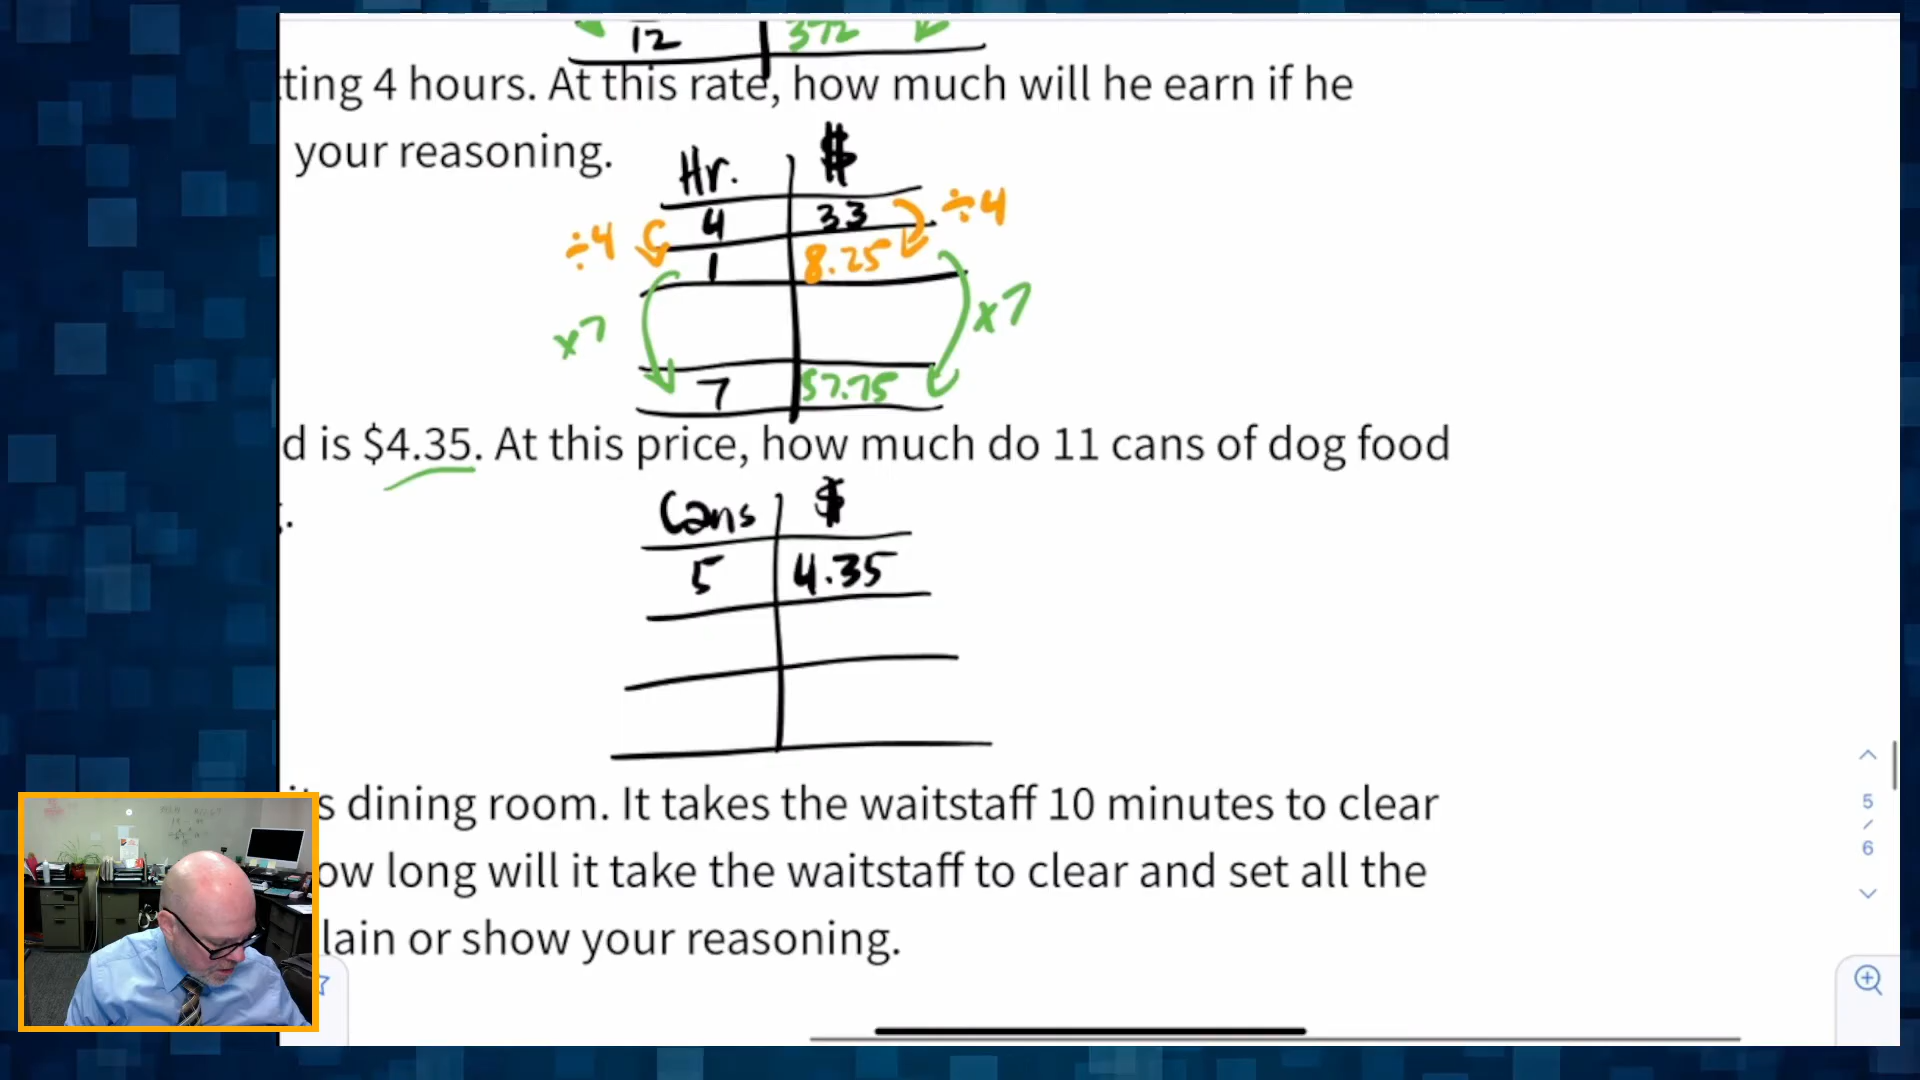 12 372
tting 4 hours. At this rate, how much will he earn if he
your reasoning.
Hr. $
÷4 4 33 ÷4
1 8.25
x7 x7
7 57.75
d is $4.35. At this price, how much do 11 cans of dog food
.
Cans $
5 4.35
its dining room. It takes the waitstaff 10 minutes to clear
ow long will it take the waitstaff to clear and set all the
lain or show your reasoning.
5
/
6